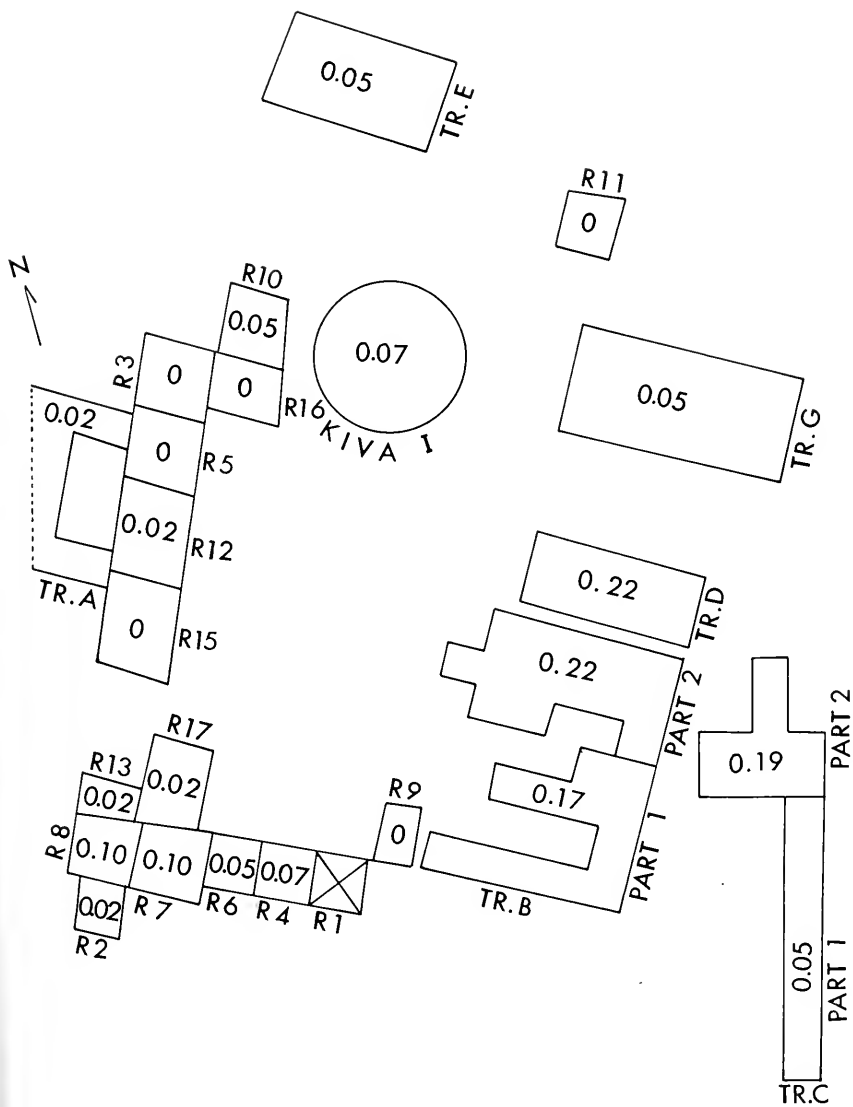 0.05
TR.E
R11
0
N
R10
0.05
0.07
KIVA I
R3
0
0
R16
0.05
TR.G
0.02
0
R5
0.02
R12
TR.A
0
R15
0.22
TR.D
0.22
PART 2
0.17
PART 1
TR.B
0.19
PART 2
0.05
PART 1
TR.C
R17
0.02
R13
0.02
R8
0.10
0.10
R7
0.05
R6
0.07
R4
R1
R9
0
0.02
R2